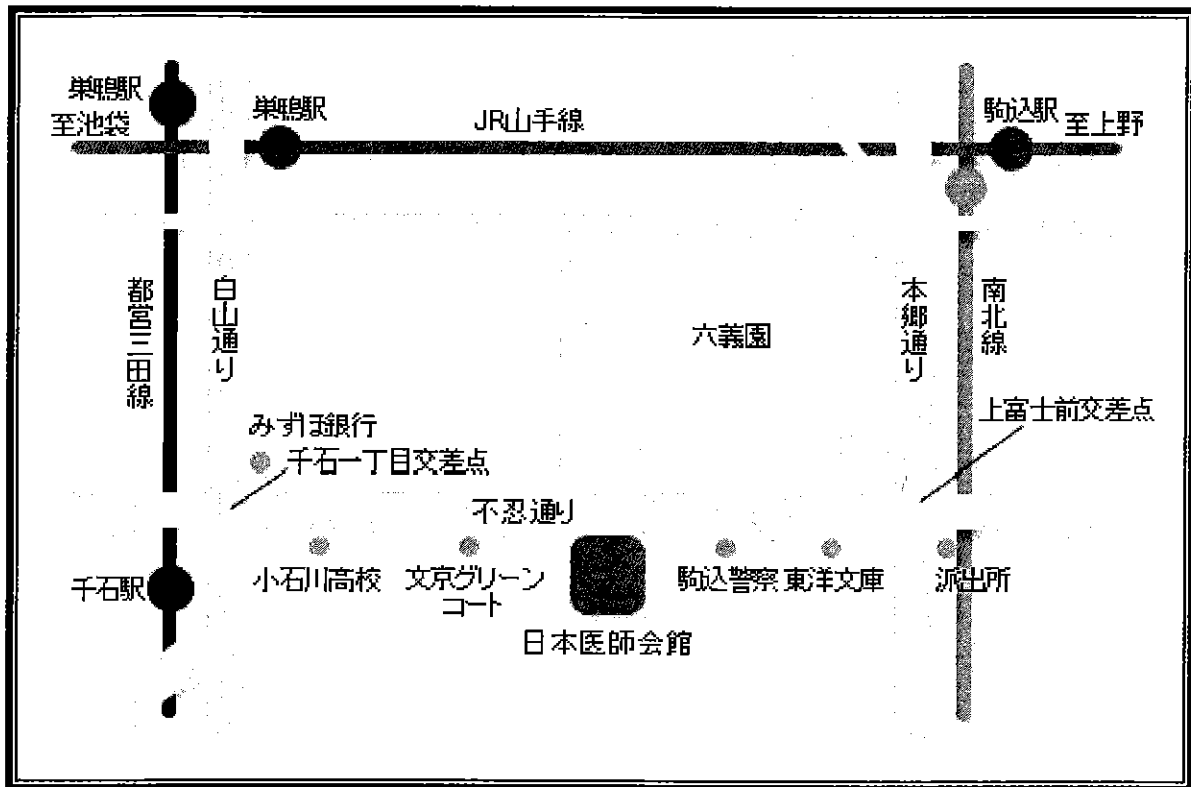 巣鴨駅
至池袋
巣鴨駅
JR山手線
駒込駅
至上野
都営三田線
白山通り
六義園
本郷通り
南北線
上富士前交差点
みずほ銀行
千石一丁目交差点
不忍通り
千石駅
小石川高校
文京グリーン
コート
駒込警察
東洋文庫
派出所
日本医師会館